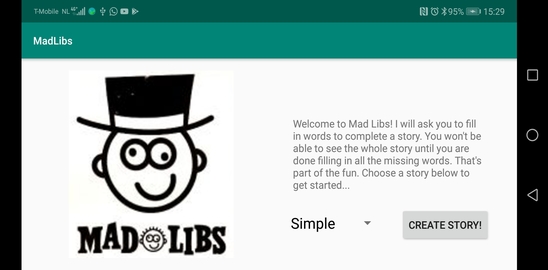 T-Mobile NL 95% 15:29
MadLibs
Welcome to Mad Libs! I will ask you to fill
in words to complete a story. You won't be
able to see the whole story until you are
done filling in all the missing words. That's
part of the fun. Choose a story below to
get started...
Simple
CREATE STORY!
MAD LIBS